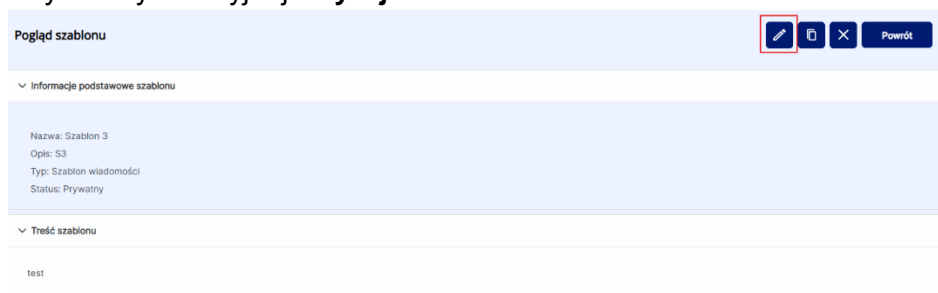 Pogląd szablonu
Powrót
Informacje podstawowe szablonu
Nazwa: Szablon 3
Opis: S3
Typ: Szablon wiadomości
Status: Prywatny
Treść szablonu
test